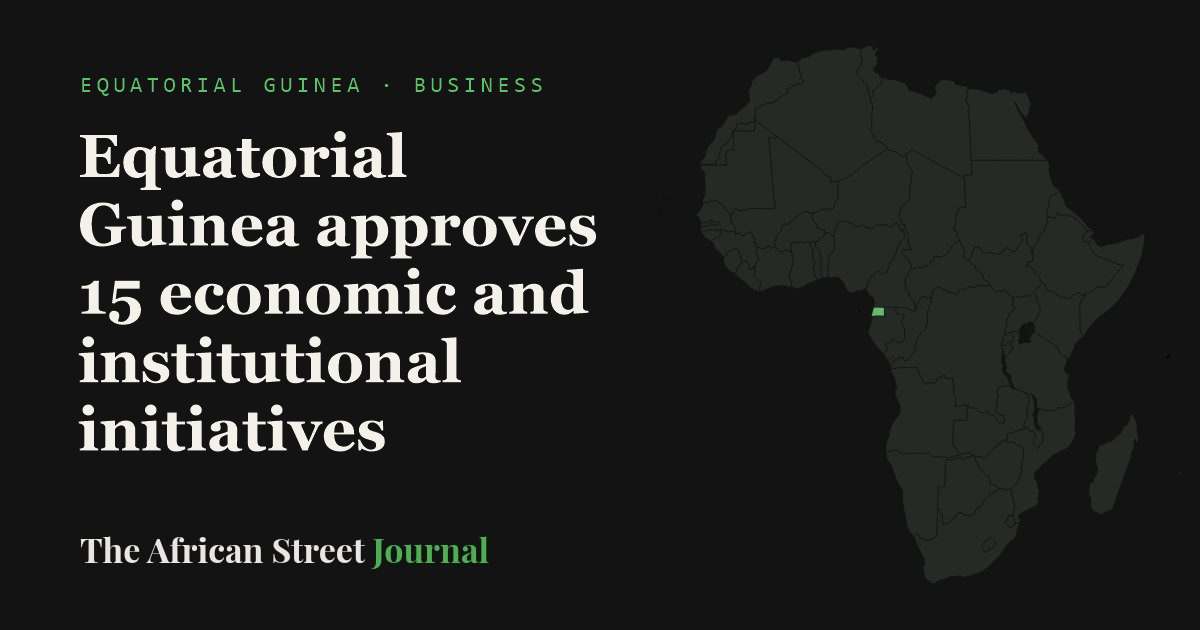 EQUATORIAL GUINEA · BUSINESS
Equatorial
Guinea approves
15 economic and
institutional
initiatives
The African Street Journal